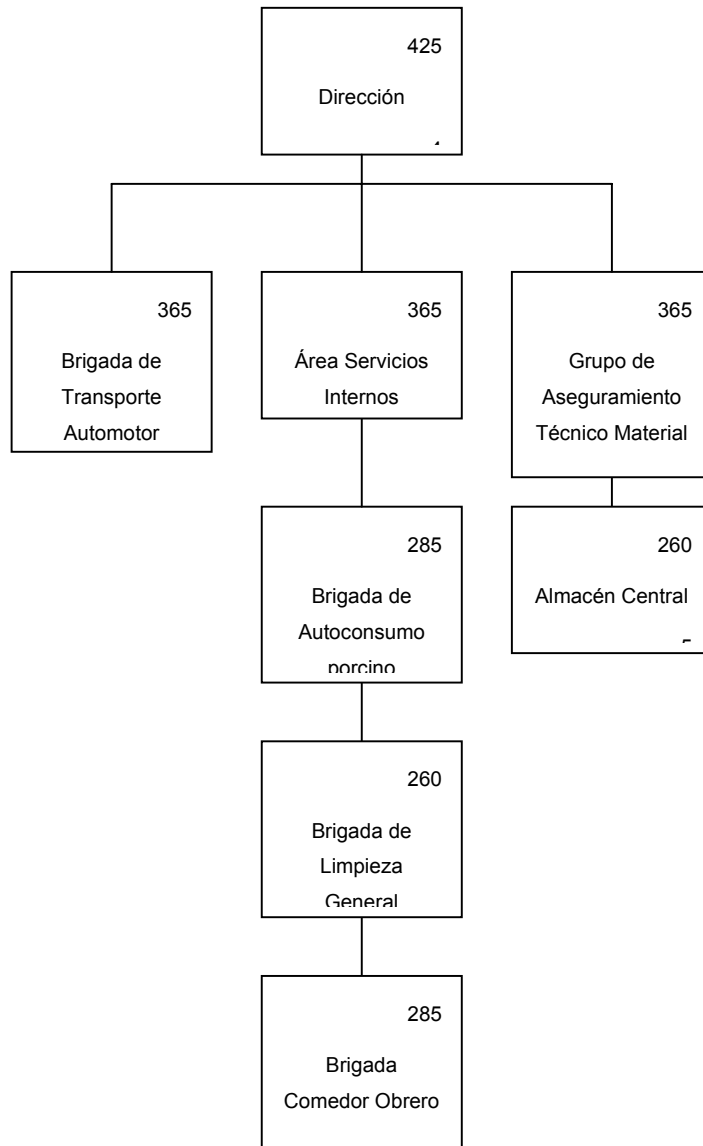 425
Dirección
365
Brigada de
Transporte
Automotor
365
Área Servicios
Internos
365
Grupo de
Aseguramiento
Técnico Material
285
Brigada de
Autoconsumo
porcino
260
Almacén Central
260
Brigada de
Limpieza
General
285
Brigada
Comedor Obrero